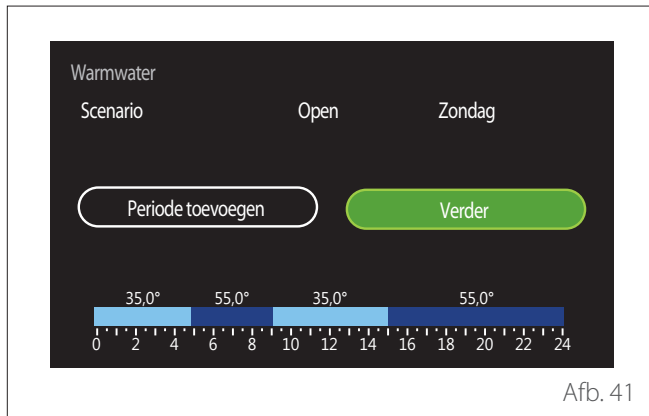 Warmwater
Scenario Open Zondag
Periode toevoegen Verder
35,0° 55,0° 35,0° 55,0°
0 2 4 6 8 10 12 14 16 18 20 22 24
Afb. 41